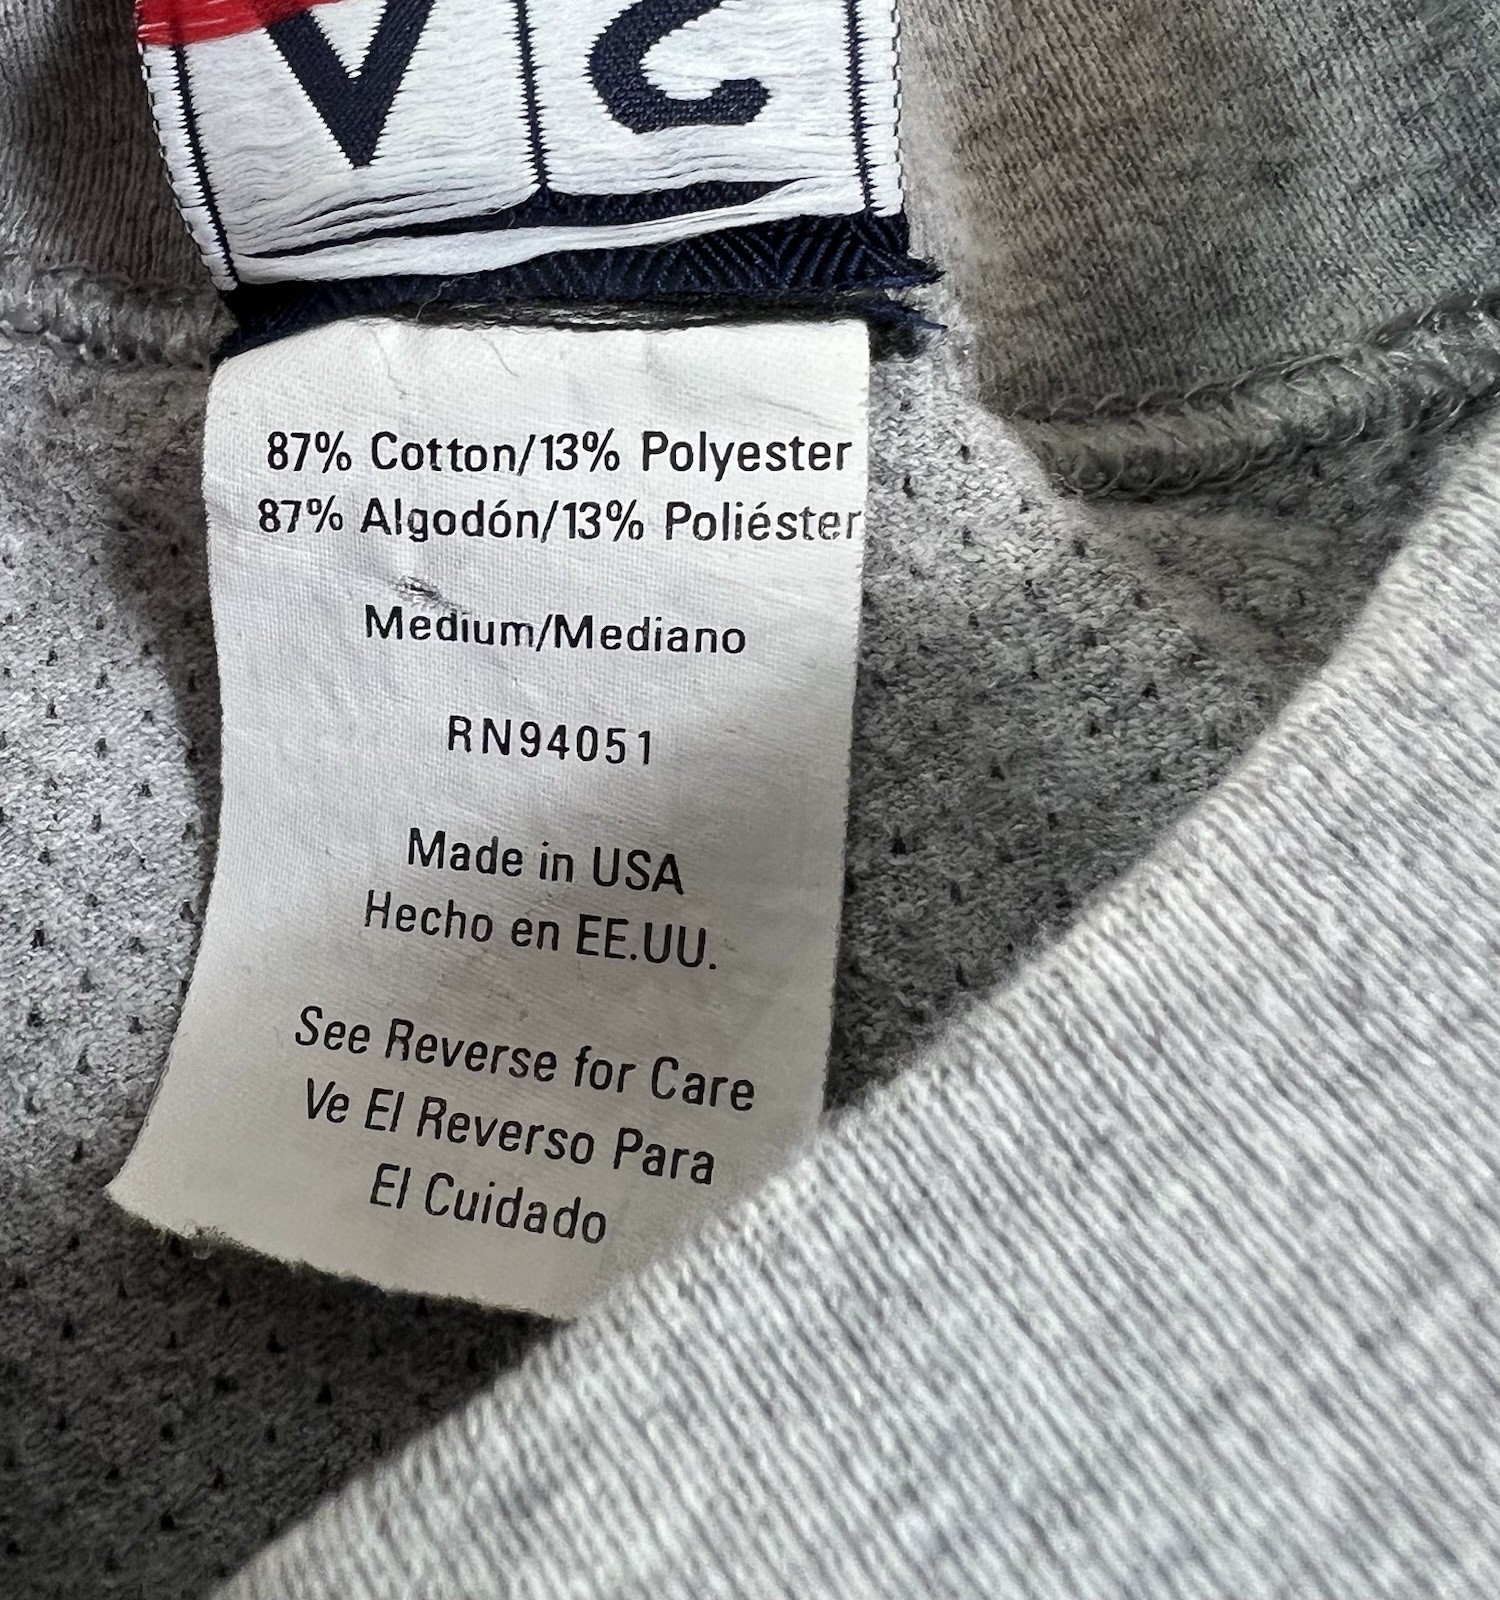 87% Cotton/13% Polyester
87% Algodón/13% Poliéster
Medium/Mediano
RN94051
Made in USA
Hecho en EE.UU.
See Reverse for Care
Ve El Reverso Para
El Cuidado